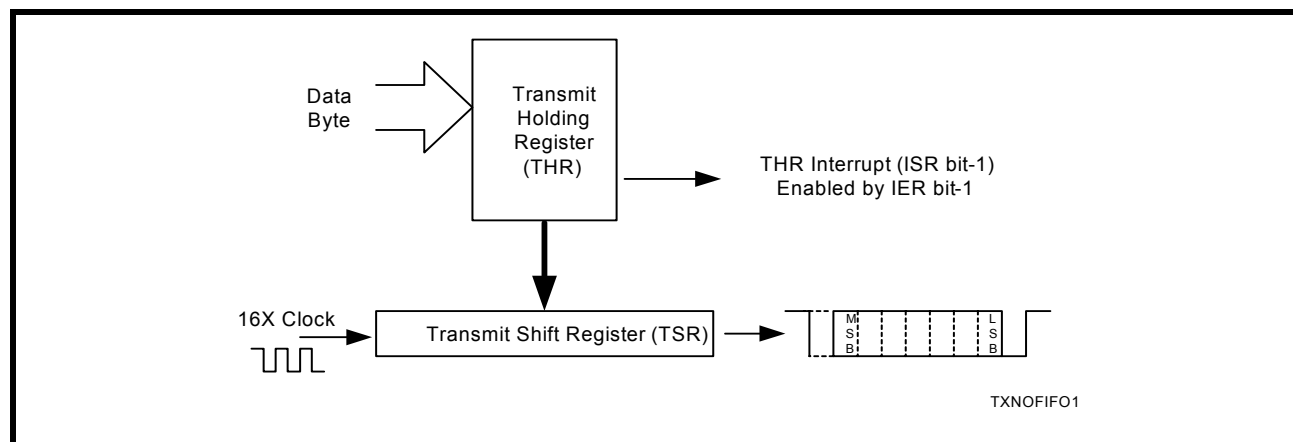 Data
Byte
Transmit
Holding
Register
(THR)
THR Interrupt (ISR bit-1)
Enabled by IER bit-1
16X Clock
Transmit Shift Register (TSR)
M
S
B
L
S
B
TXNOFIFO1